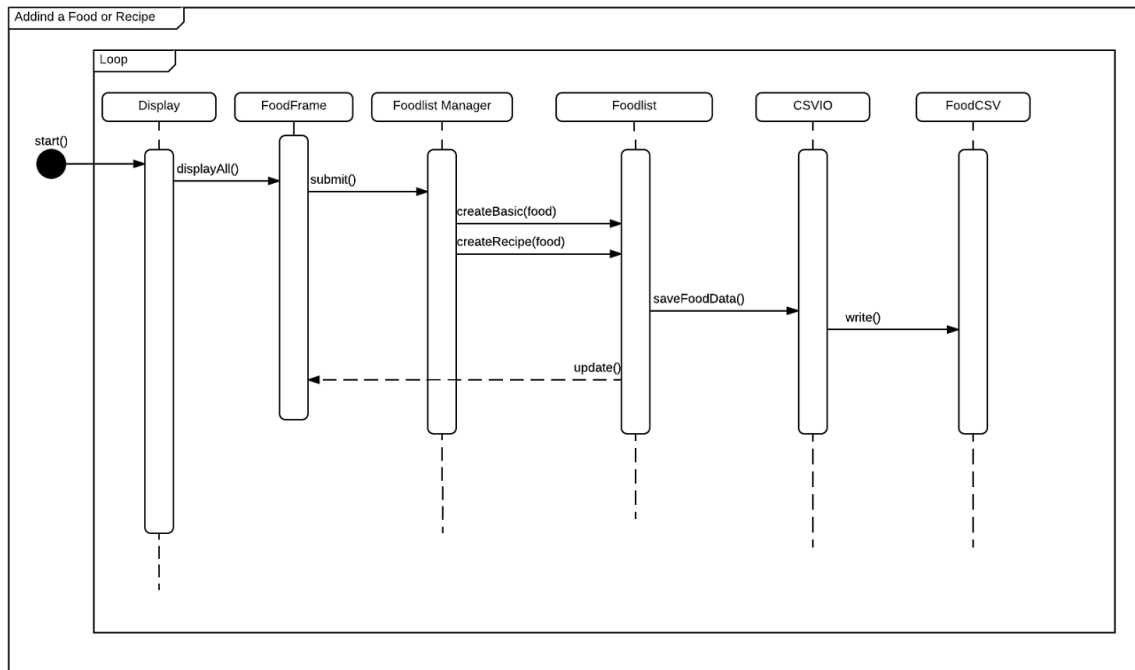 Addind a Food or Recipe
Loop
Display
FoodFrame
Foodlist Manager
Foodlist
CSVIO
FoodCSV
start()
displayAll()
submit()
createBasic(food)
createRecipe(food)
saveFoodData()
write()
update()